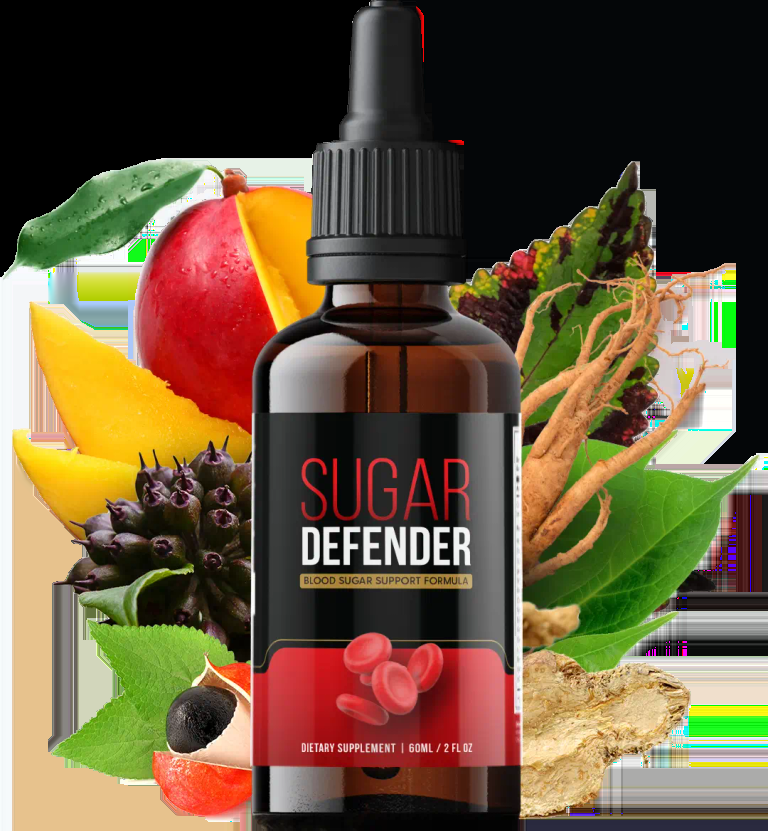 SUGAR
DEFENDER
BLOOD SUGAR SUPPORT FORMULA
DIETARY SUPPLEMENT | 60ML / 2 FL OZ